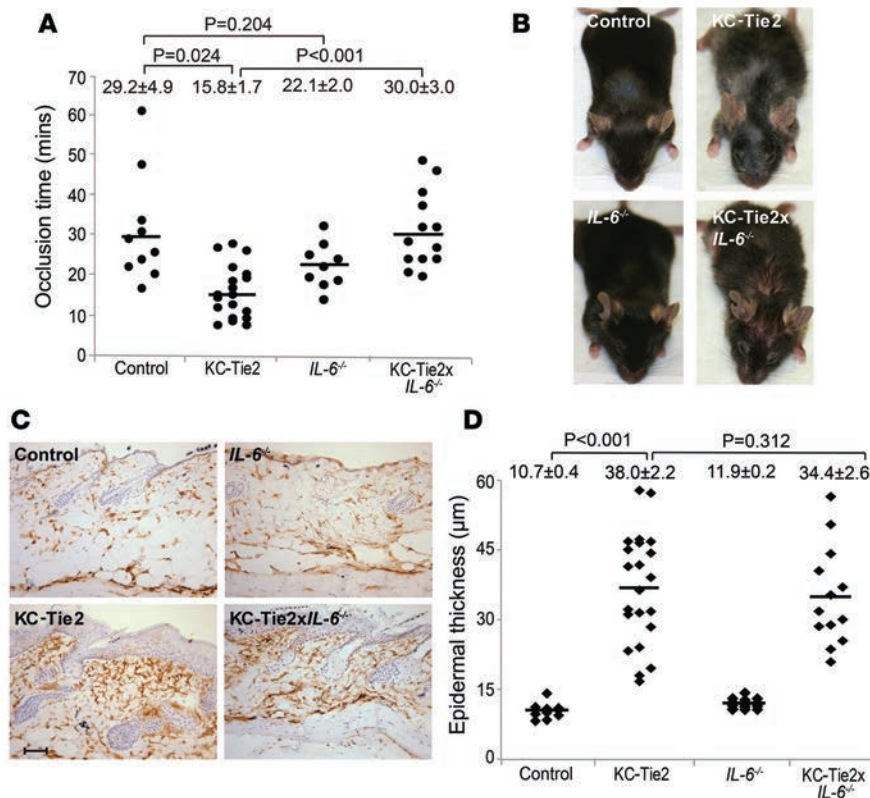 A
P=0.204
P=0.024 P<0.001
29.2±4.9 15.8±1.7 22.1±2.0 30.0±3.0
70
60
50
40
30
20
10
0
Occlusion time (mins)
Control KC-Tie2 IL-6-/- KC-Tie2x
IL-6-/-
B
Control KC-Tie2
IL-6-/- KC-Tie2x
IL-6-/-
C
Control IL-6-/-
KC-Tie2 KC-Tie2xIL-6-/-
D
P<0.001 P=0.312
10.7±0.4 38.0±2.2 11.9±0.2 34.4±2.6
60
45
30
15
0
Epidermal thickness (µm)
Control KC-Tie2 IL-6-/- KC-Tie2x
IL-6-/-